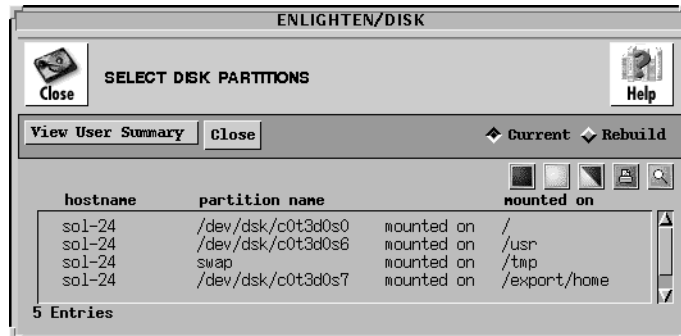 ENLIGHTEN/DISK
Close
SELECT DISK PARTITIONS
Help
View User Summary Close Current Rebuild
hostname partition name mounted on
sol-24 /dev/dsk/c0t3d0s0 mounted on /
sol-24 /dev/dsk/c0t3d0s6 mounted on /usr
sol-24 swap mounted on /tmp
sol-24 /dev/dsk/c0t3d0s7 mounted on /export/home
5 Entries